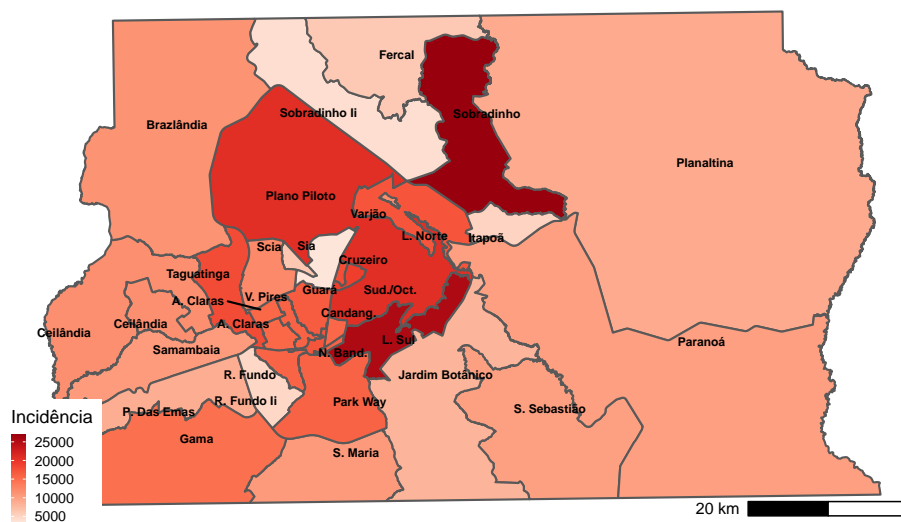 Fercal
Sobradinho Ii
Sobradinho
Brazlândia
Planaltina
Plano Piloto
Varjão
L. Norte
Itapoã
Scia
Sia
Cruzeiro
Taguatinga
Guará
Sud./Oct.
A. Claras
V. Pires
Candang.
Ceilândia
Ceilândia
A. Claras
L. Sul
Paranoá
Samambaia
N. Band.
R. Fundo
Jardim Botânico
R. Fundo Ii
Park Way
P. Das Emas
S. Sebastião
Gama
S. Maria
Incidência
25000
20000
15000
10000
5000
20 km